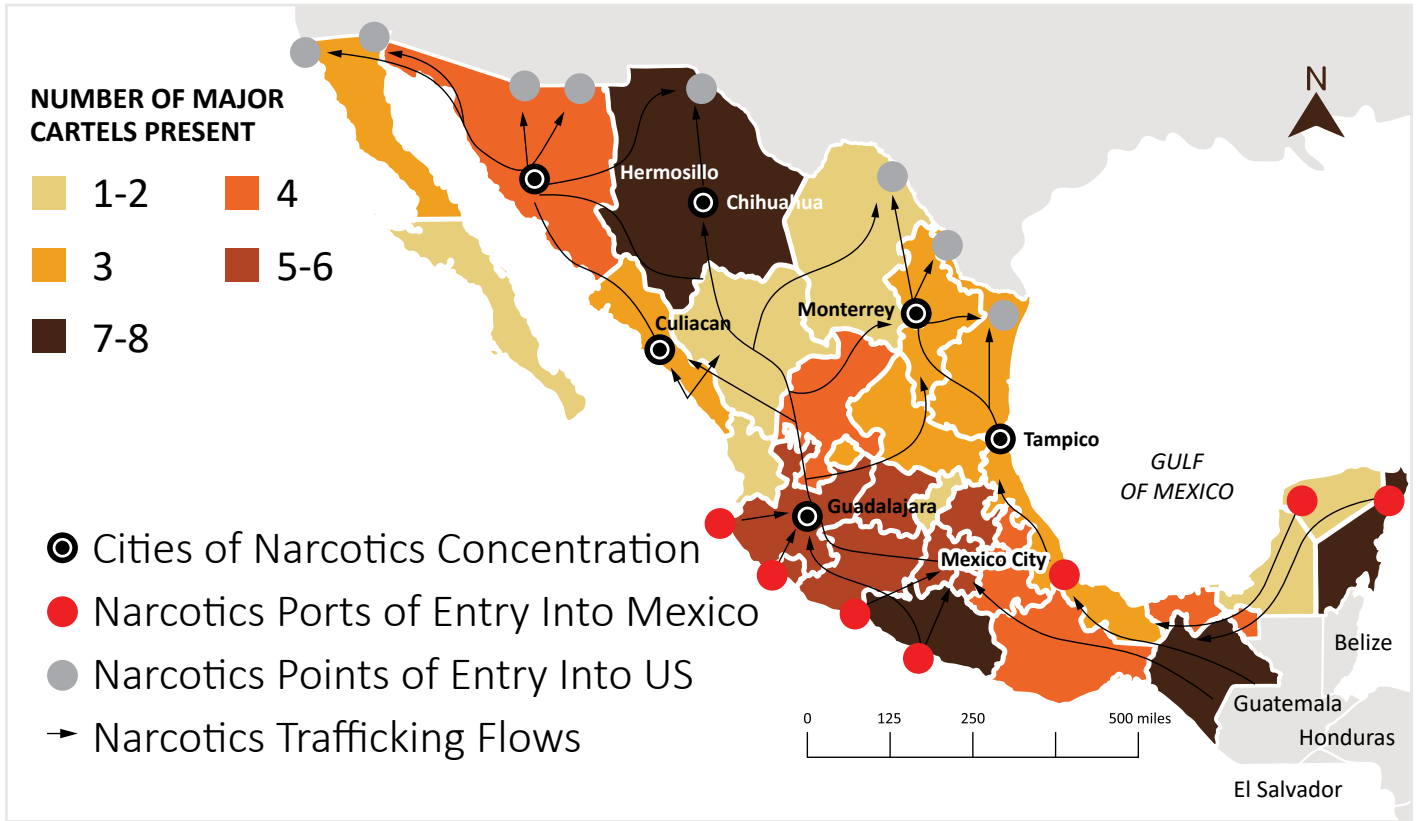 N
NUMBER OF MAJOR
CARTELS PRESENT
1-2
4
3
5-6
7-8
Hermosillo
Chihuahua
Monterrey
Culiacan
Tampico
GULF
OF MEXICO
Guadalajara
Mexico City
Cities of Narcotics Concentration
Narcotics Ports of Entry Into Mexico
Narcotics Points of Entry Into US
Narcotics Trafficking Flows
Belize
Guatemala
Honduras
El Salvador
0 125 250 500 miles